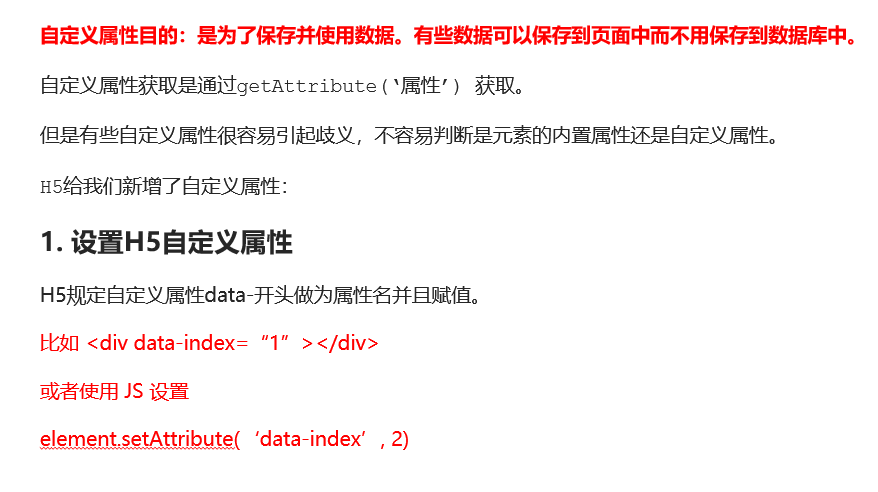 自定义属性目的：是为了保存并使用数据。有些数据可以保存到页面中而不用保存到数据库中。
自定义属性获取是通过getAttribute(‘属性’) 获取。
但是有些自定义属性很容易引起歧义，不容易判断是元素的内置属性还是自定义属性。
H5给我们新增了自定义属：
1. 设置H5自定义属性
H5规定自定义属性data-开头做为属性名并且赋值。
比如 <div data-index=“1”></div>
或者使用 JS 设置
element.setAttribute(‘data-index’, 2)